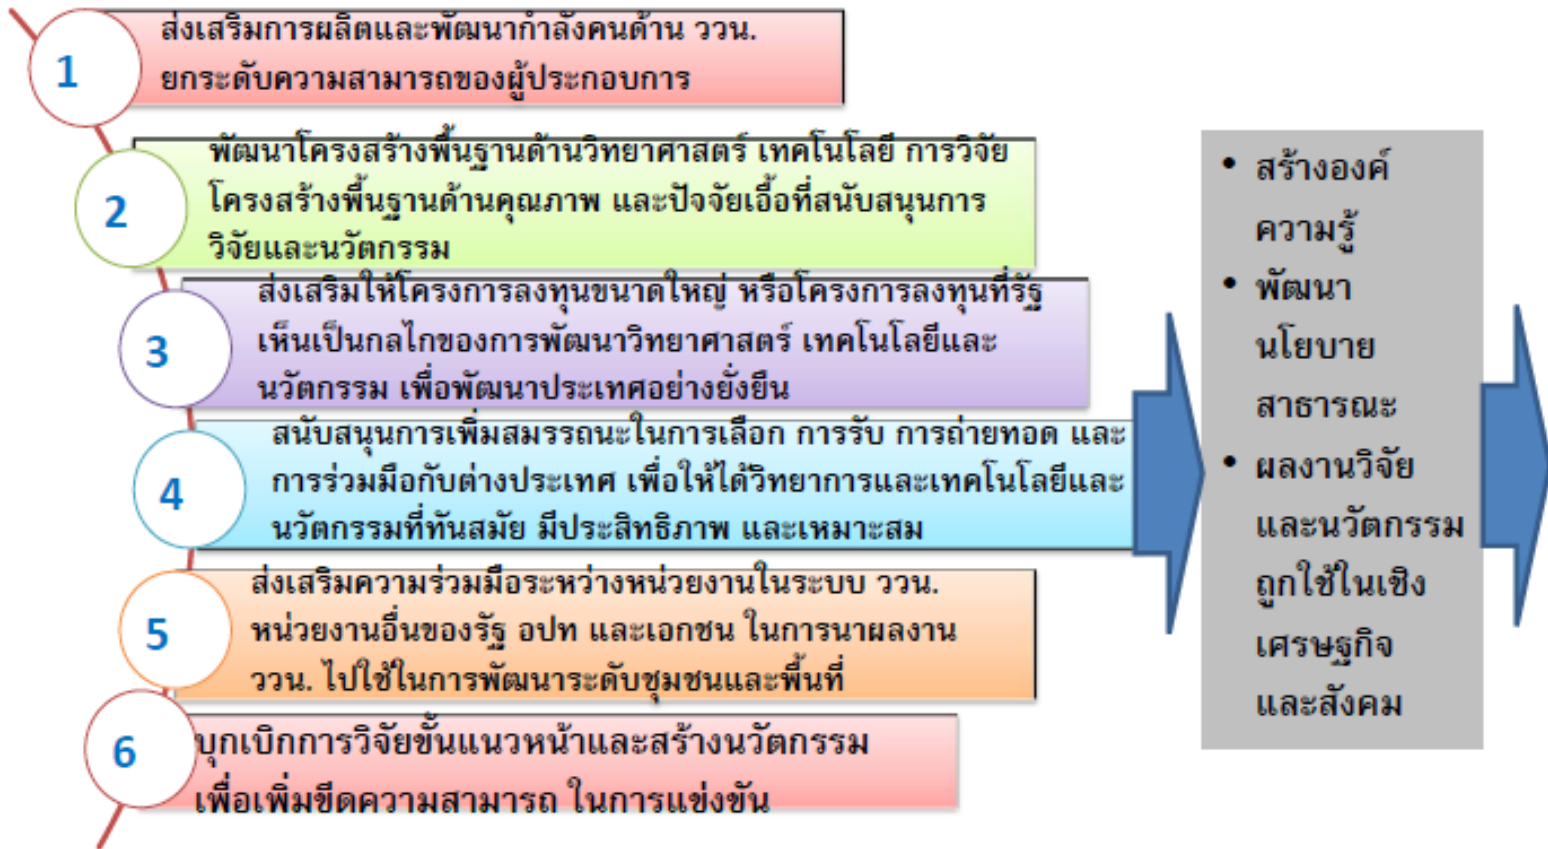 1
ส่งเสริมการผลิตและพัฒนากำลังคนด้าน ววน.
ยกระดับความสามารถของผู้ประกอบการ
2
พัฒนาโครงสร้างพื้นฐานด้านวิทยาศาสตร์ เทคโนโลยี การวิจัย
โครงสร้างพื้นฐานด้านคุณภาพ และปัจจัยเอื้อที่สนับสนุนการ
วิจัยและนวัตกรรม
3
ส่งเสริมให้โครงการลงทุนขนาดใหญ่ หรือโครงการลงทุนที่รัฐ
เห็นเป็นกลไกของการพัฒนาวิทยาศาสตร์ เทคโนโลยีและ
นวัตกรรม เพื่อพัฒนาประเทศอย่างยั่งยืน
4
สนับสนุนการเพิ่มสมรรถนะในการเลือก การรับ การถ่ายทอด และ
การร่วมมือกับต่างประเทศ เพื่อให้ได้วิทยาการและเทคโนโลยีและ
นวัตกรรมที่ทันสมัย มีประสิทธิภาพ และเหมาะสม
5
ส่งเสริมความร่วมมือระหว่างหน่วยงานในระบบ ววน.
หน่วยงานอื่นของรัฐ อปท และเอกชน ในการนาผลงาน
ววน. ไปใช้ในการพัฒนาระดับชุมชนและพื้นที่
6
บุกเบิกการวิจัยขั้นแนวหน้าและสร้างนวัตกรรม
เพื่อเพิ่มขีดความสามารถ ในการแข่งขัน
• สร้างองค์
ความรู้
• พัฒนา
นโยบาย
สาธารณะ
• ผลงานวิจัย
และนวัตกรรม
ถูกใช้ในเชิง
เศรษฐกิจ
และสังคม